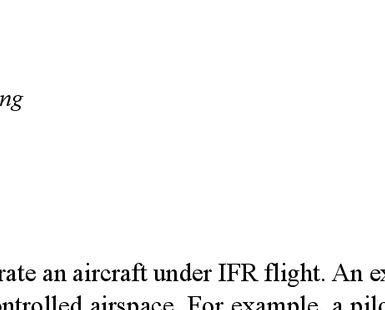 ng
rate an aircraft under IFR flight. An ex
ntrolled airspace. For example, a pilo